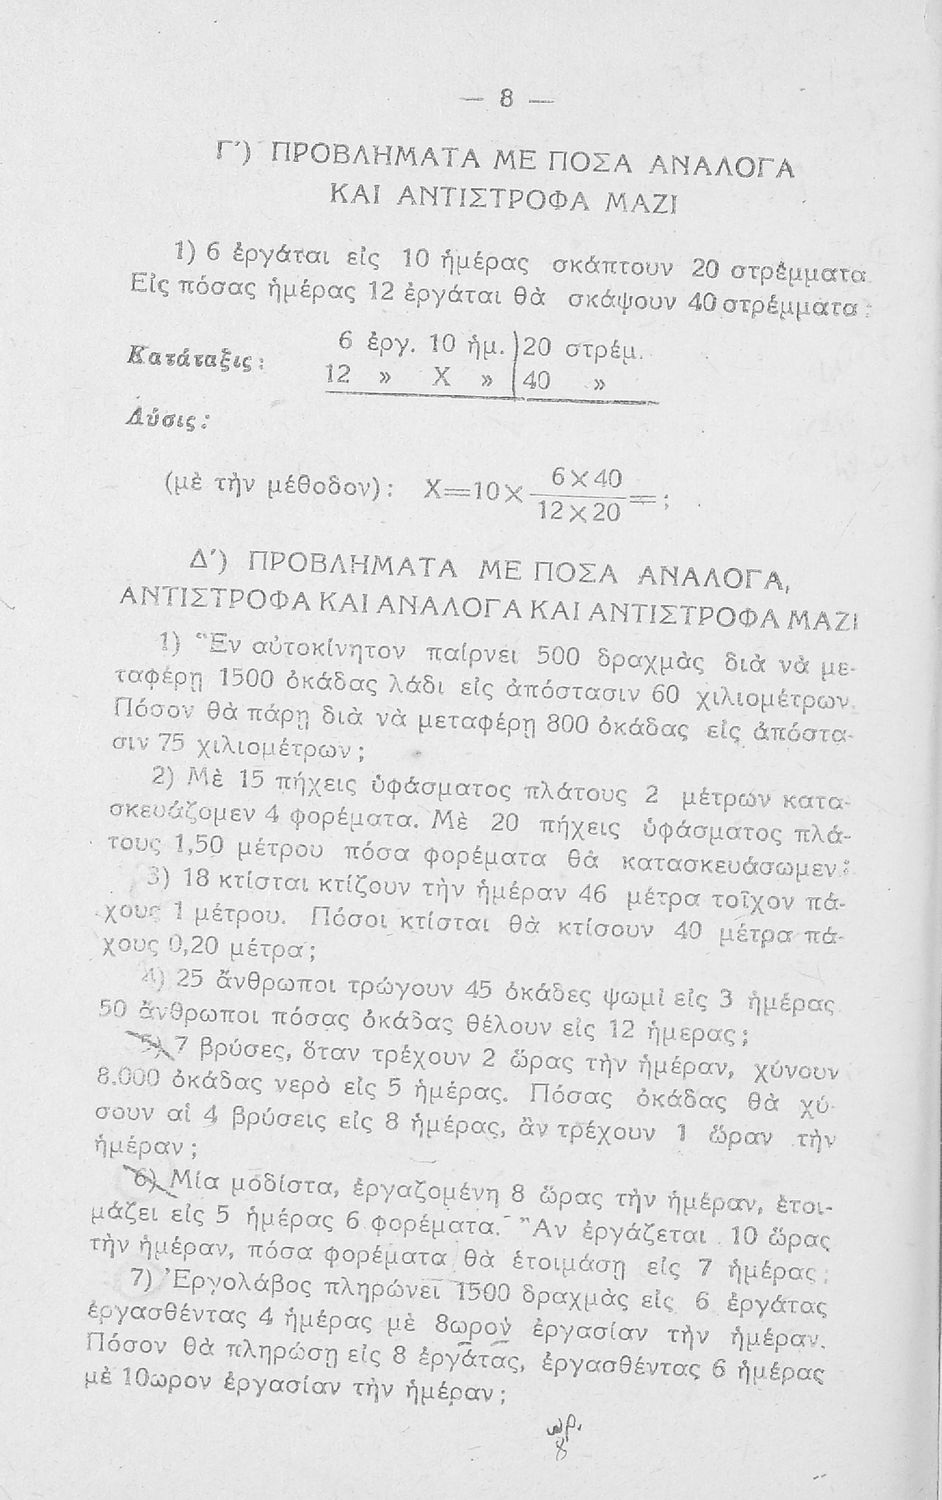 — 8 —
Γ΄) ΠΡΟΒΛΗΜΑΤΑ ΜΕ ΠΟΣΑ ΑΝΑΛΟΓΑ
ΚΑΙ ΑΝΤΙΣΤΡΟΦΑ ΜΑΖΙ
1) 6 ἐργάται εἰς 10 ἡμέρας σκάπτουν 20 στρέμματα
Εἰς πόσας ἡμέρας 12 ἐργάται θὰ σκάψουν 40 στρέμματα ;
6 ἐργ. 10 ἡμ. 20 στρέμ.
Κατάταξις :
12 » Χ » 40 »
Λύσις :
(μὲ τὴν μέθοδον) : Χ=10× 6×40 / 12×20 = ;
Δ΄) ΠΡΟΒΛΗΜΑΤΑ ΜΕ ΠΟΣΑ ΑΝΑΛΟΓΑ,
ΑΝΤΙΣΤΡΟΦΑ ΚΑΙ ΑΝΑΛΟΓΑ ΚΑΙ ΑΝΤΙΣΤΡΟΦΑ ΜΑΖΙ
1) Ἕν αὐτοκίνητον παίρνει 500 δραχμὰς διὰ νὰ με-
ταφέρῃ 1500 ὀκάδας λάδι εἰς ἀπόστασιν 60 χιλιομέτρων.
Πόσον θὰ πάρῃ διὰ νὰ μεταφέρῃ 800 ὀκάδας εἰς ἀπόστα-
σιν 75 χιλιομέτρων ;
2) Μὲ 15 πήχεις ὑφάσματος πλάτους 2 μέτρων κατα-
σκευάζομεν 4 φορέματα. Μὲ 20 πήχεις ὑφάσματος πλά-
τους 1,50 μέτρου πόσα φορέματα θὰ κατασκευάσωμεν ;
3) 18 κτίσται κτίζουν τὴν ἡμέραν 46 μέτρα τοῖχον πά-
χους 1 μέτρου. Πόσοι κτίσται θὰ κτίσουν 40 μέτρα πά-
χους 0,20 μέτρα ;
4) 25 ἄνθρωποι τρώγουν 45 ὀκάδες ψωμὶ εἰς 3 ἡμέρας
50 ἄνθρωποι πόσας ὀκάδας θέλουν εἰς 12 ἡμερας ;
5) 7 βρύσες, ὅταν τρέχουν 2 ὥρας τὴν ἡμέραν, χύνουν
8.000 ὀκάδας νερὸ εἰς 5 ἡμέρας. Πόσας ὀκάδας θὰ χύ-
σουν αἱ 4 βρύσεις εἰς 8 ἡμέρας, ἂν τρέχουν 1 ὥραν τὴν
ἡμέραν ;
6) Μία μοδίστα, ἐργαζομένη 8 ὥρας τὴν ἡμέραν, ἑτοι-
μάζει εἰς 5 ἡμέρας 6 φορέματα. Ἂν ἐργάζεται 10 ὥρας
τὴν ἡμέραν, πόσα φορέματα θὰ ἑτοιμάσῃ εἰς 7 ἡμέρας ;
7) Ἐργολάβος πληρώνει 1500 δραχμὰς εἰς 6 ἐργάτας
ἐργασθέντας 4 ἡμέρας μὲ 8ωρον ἐργασίαν τὴν ἡμέραν.
Πόσον θὰ πληρώσῃ εἰς 8 ἐργάτας, ἐργασθέντας 6 ἡμέρας
μὲ 10ωρον ἐργασίαν τὴν ἡμέραν ;
ωρ.
8